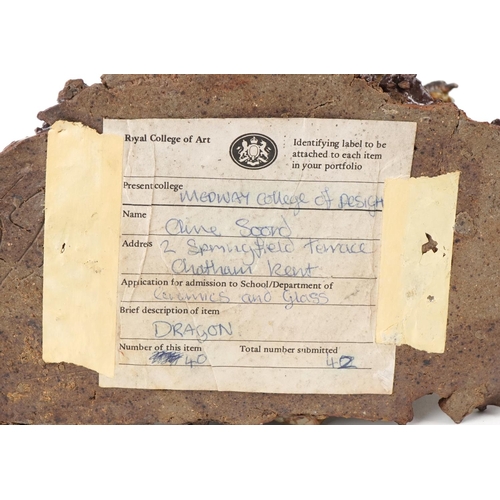 Royal College of Art
Identifying label to be
attached to each item
in your portfolio
Present college MEDWAY College of DESIGN
Name Clive Soord
Address 2 Springfield Terrace
Chatham Kent
Application for admission to School/Department of
Ceramics and Glass
Brief description of item
DRAGON
Number of this item Total number submitted
40 42